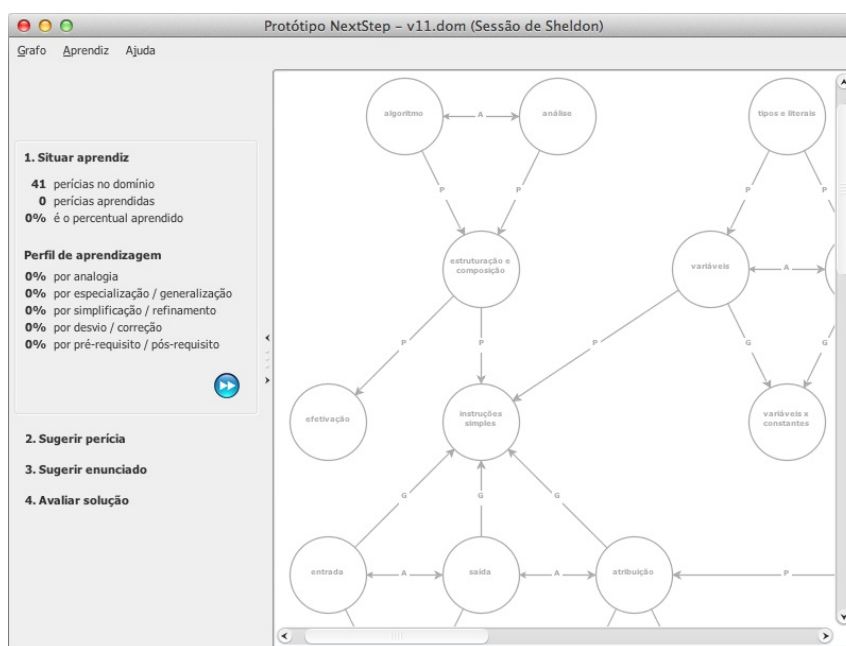 Protótipo NextStep – v11.dom (Sessão de Sheldon)
Grafo Aprendiz Ajuda
1. Situar aprendiz
41 perícias no domínio
0 perícias aprendidas
0% é o percentual aprendido
Perfil de aprendizagem
0% por analogia
0% por especialização / generalização
0% por simplificação / refinamento
0% por desvio / correção
0% por pré-requisito / pós-requisito
2. Sugerir perícia
3. Sugerir enunciado
4. Avaliar solução
algoritmo
A
análise
tipos e literais
P
P
P
P
estruturação e
composição
variáveis
A
P
P
P
G
G
efetivação
instruções
simples
variáveis x
constantes
G
G
G
entrada
A
saída
A
atribuição
P